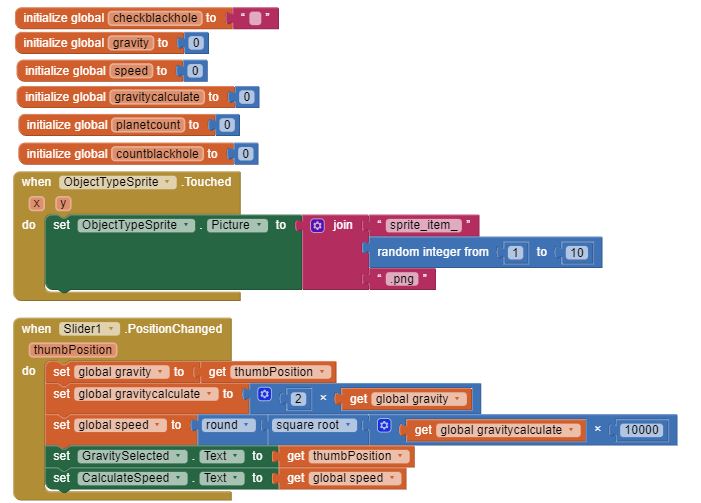 initialize global checkblackhole to " "
initialize global gravity to 0
initialize global speed to 0
initialize global gravitycalculate to 0
initialize global planetcount to 0
initialize global countblackhole to 0
when ObjectTypeSprite .Touched
x y
do set ObjectTypeSprite . Picture to join " sprite_item_ "
random integer from 1 to 10
" .png "
when Slider1 .PositionChanged
thumbPosition
do set global gravity to get thumbPosition
set global gravitycalculate to 2 × get global gravity
set global speed to round square root get global gravitycalculate × 10000
set GravitySelected . Text to get thumbPosition
set CalculateSpeed . Text to get global speed